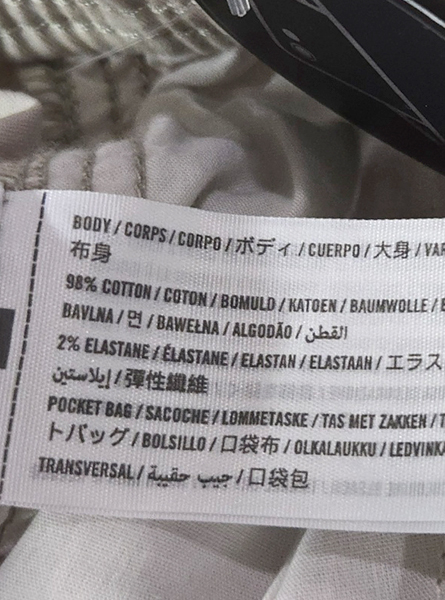 BODY / CORPS / CORPO / ボディ / CUERPO / 大身 / VAR
布身
98% COTTON / COTON / BOMULD / KATOEN / BAUMWOLLE /
BAVLNA / 면 / BAWEŁNA / ALGODÃO / القطن
2% ELASTANE / ÉLASTANE / ELASTAN / ELASTAAN / エラス
إيلاستين / 彈性纖維
POCKET BAG / SACOCHE / LOMMETASKE / TAS MET ZAKKEN / T
トバッグ / BOLSILLO / 口袋布 / OLKALAUKKU / LEDVINK
TRANSVERSAL / جيب حقيبة / 口袋包